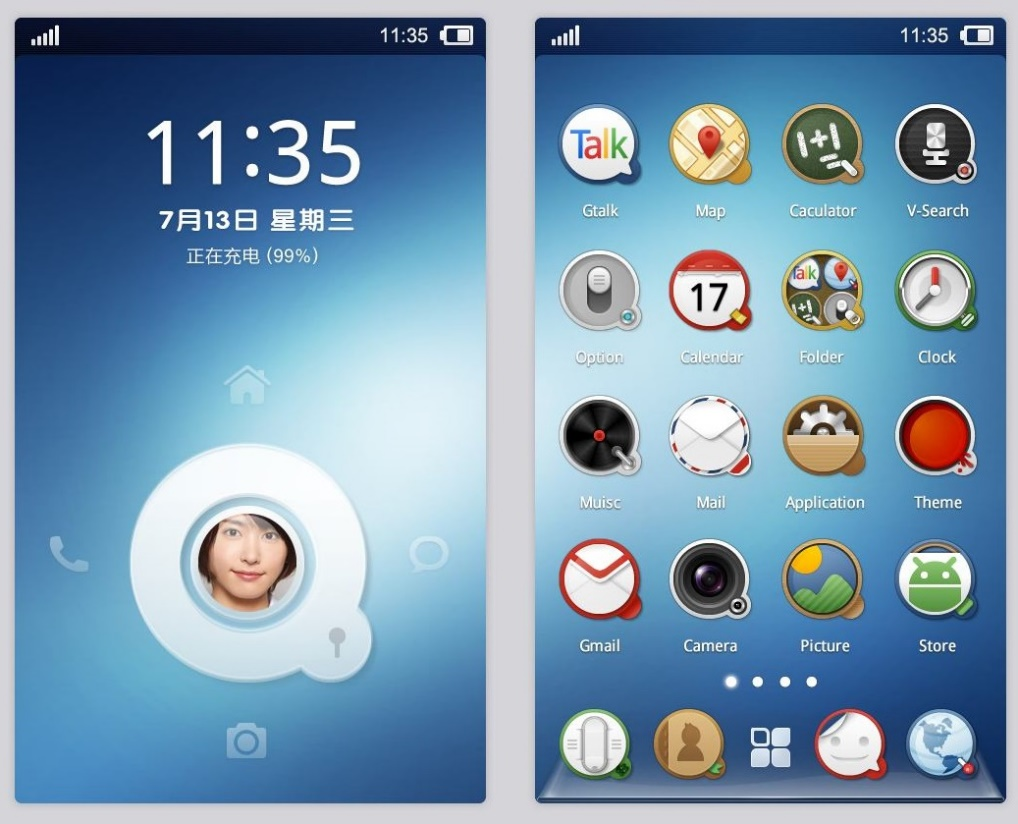 11:35
11:35
7月13日 星期三
正在充电 (99%)
11:35
Talk
Gtalk
Map
Caculator
V-Search
17
Talk
Option
Calendar
Folder
Clock
Muisc
Mail
Application
Theme
Gmail
Camera
Picture
Store